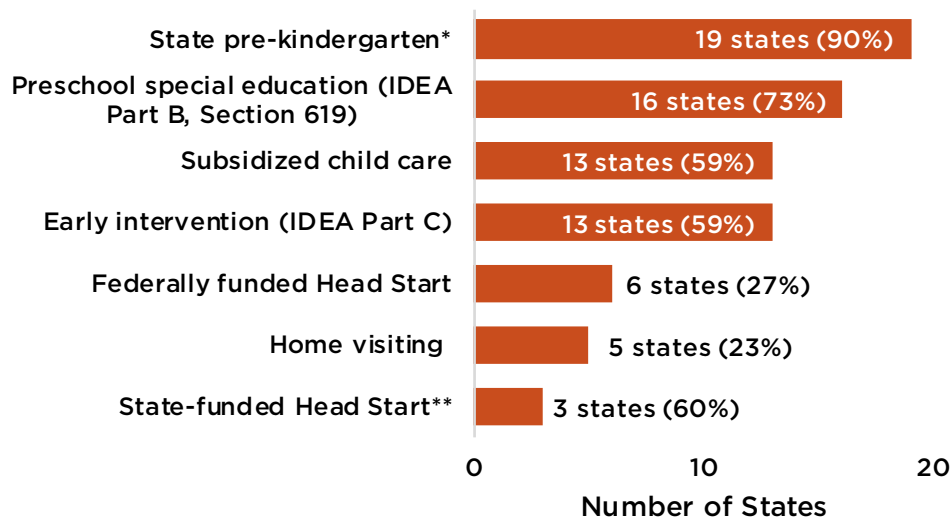 State pre-kindergarten* 19 states (90%)
Preschool special education (IDEA
Part B, Section 619) 16 states (73%)
Subsidized child care 13 states (59%)
Early intervention (IDEA Part C) 13 states (59%)
Federally funded Head Start 6 states (27%)
Home visiting 5 states (23%)
State-funded Head Start** 3 states (60%)
0 10 20
Number of States